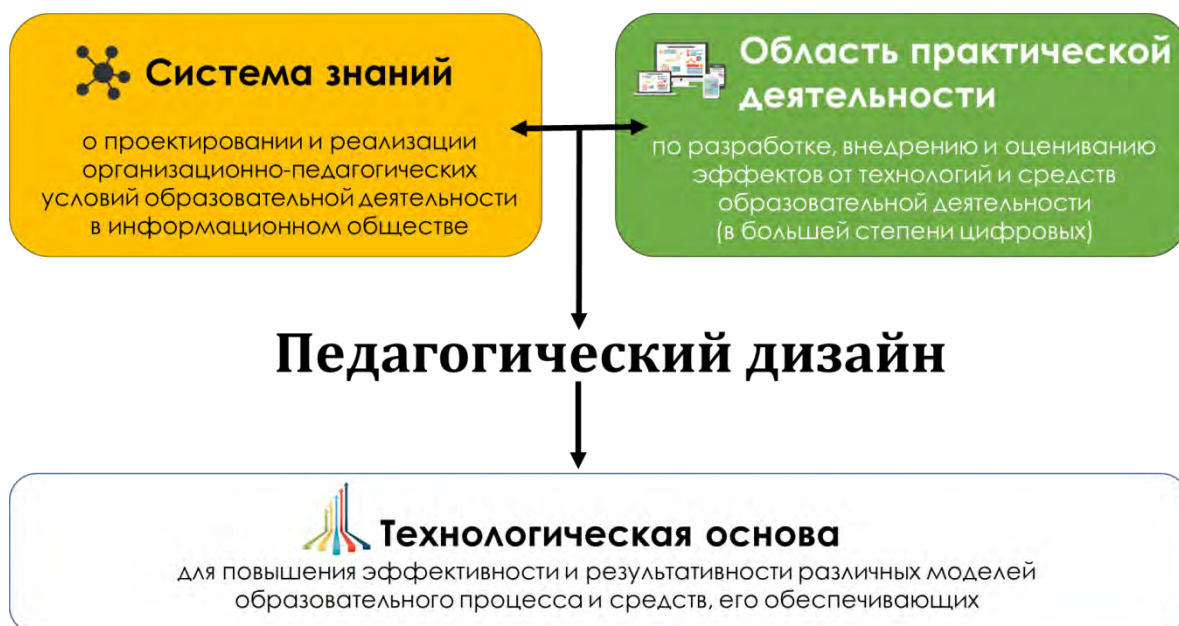 Система знаний
о проектировании и реализации
организационно-педагогических
условий образовательной деятельности
в информационном обществе
Область практической
деятельности
по разработке, внедрению и оцениванию
эффектов от технологий и средств
образовательной деятельности
(в большей степени цифровых)
Педагогический дизайн
Технологическая основа
для повышения эффективности и результативности различных моделей
образовательного процесса и средств, его обеспечивающих